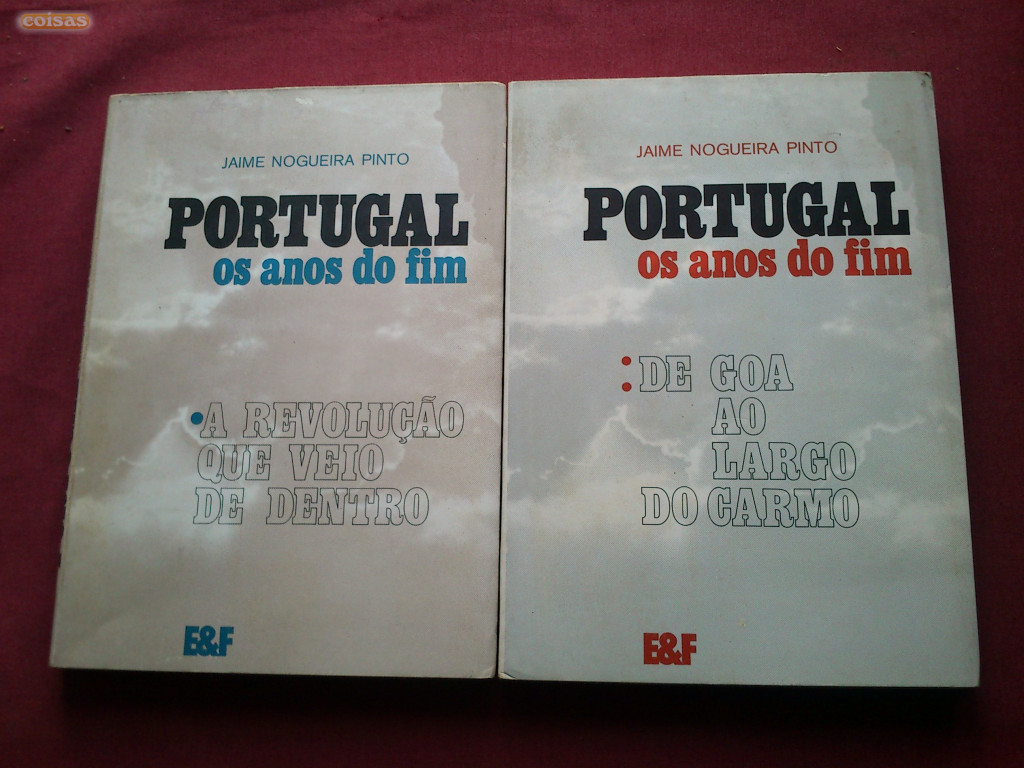 coisas
JAIME NOGUEIRA PINTO
PORTUGAL
os anos do fim
•A REVOLUÇÃO
QUE VEIO
DE DENTRO
E&F
JAIME NOGUEIRA PINTO
PORTUGAL
os anos do fim
:DE GOA
AO
LARGO
DO CARMO
E&F